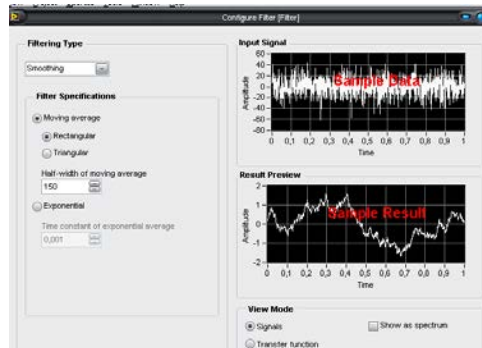 Configure Filter [Filter]
Filtering Type
Smoothing
Filter Specifications
Moving average
Rectangular
Triangular
Half-width of moving average
150
Exponential
Time constant of exponential average
0,001
Input Signal
Amplitude
60
40
20
0
-20
-40
-60
Sample Data
0 0,1 0,2 0,3 0,4 0,5 0,6 0,7 0,8 0,9 1
Time
Result Preview
Amplitude
2
1
0
-1
-2
Sample Result
0 0,1 0,2 0,3 0,4 0,5 0,6 0,7 0,8 0,9 1
Time
View Mode
Signals
Show as spectrum
Transfer function